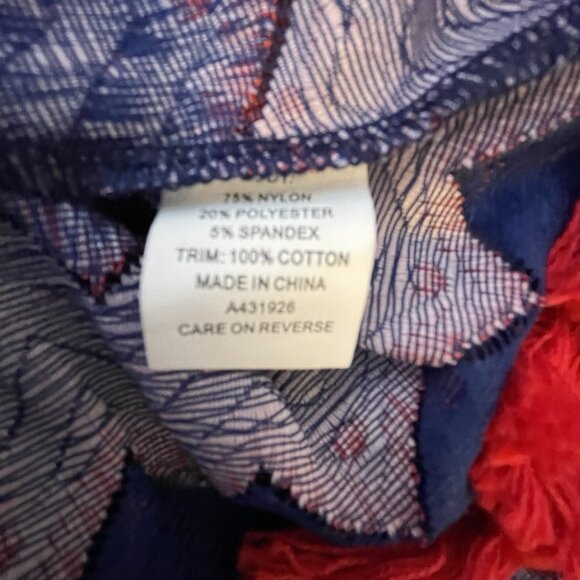 75% NYLON
20% POLYESTER
5% SPANDEX
TRIM: 100% COTTON
MADE IN CHINA
A431926
CARE ON REVERSE